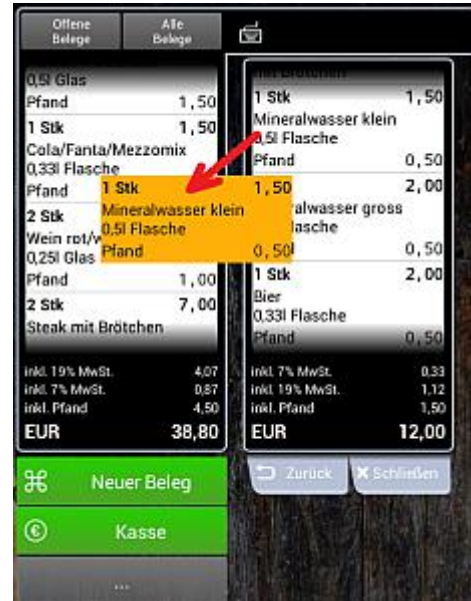 Offene
Belege
Alle
Belege
0,5l Glas
Pfand 1,50
1 Stk 1,50
Cola/Fanta/Mezzomix
0,33l Flasche
Pfand
2 Stk
Wein rot/
0,25l Glas
Pfand 1,00
2 Stk 7,00
Steak mit Brötchen
inkl. 19% MwSt. 4,07
inkl. 7% MwSt. 0,87
inkl. Pfand 4,50
EUR 38,80
Neuer Beleg
Kasse
...
1 Stk 1,50
Mineralwasser klein
0,5l Flasche
Pfand 0,50
mit Brötchen
1 Stk 1,50
Mineralwasser klein
0,5l Flasche
Pfand 0,50
2,00
alwasser gross
lasche
0,50
1 Stk 2,00
Bier
0,33l Flasche
Pfand 0,50
inkl. 7% MwSt. 0,33
inkl. 19% MwSt. 1,12
inkl. Pfand 1,50
EUR 12,00
Zurück
Schließen